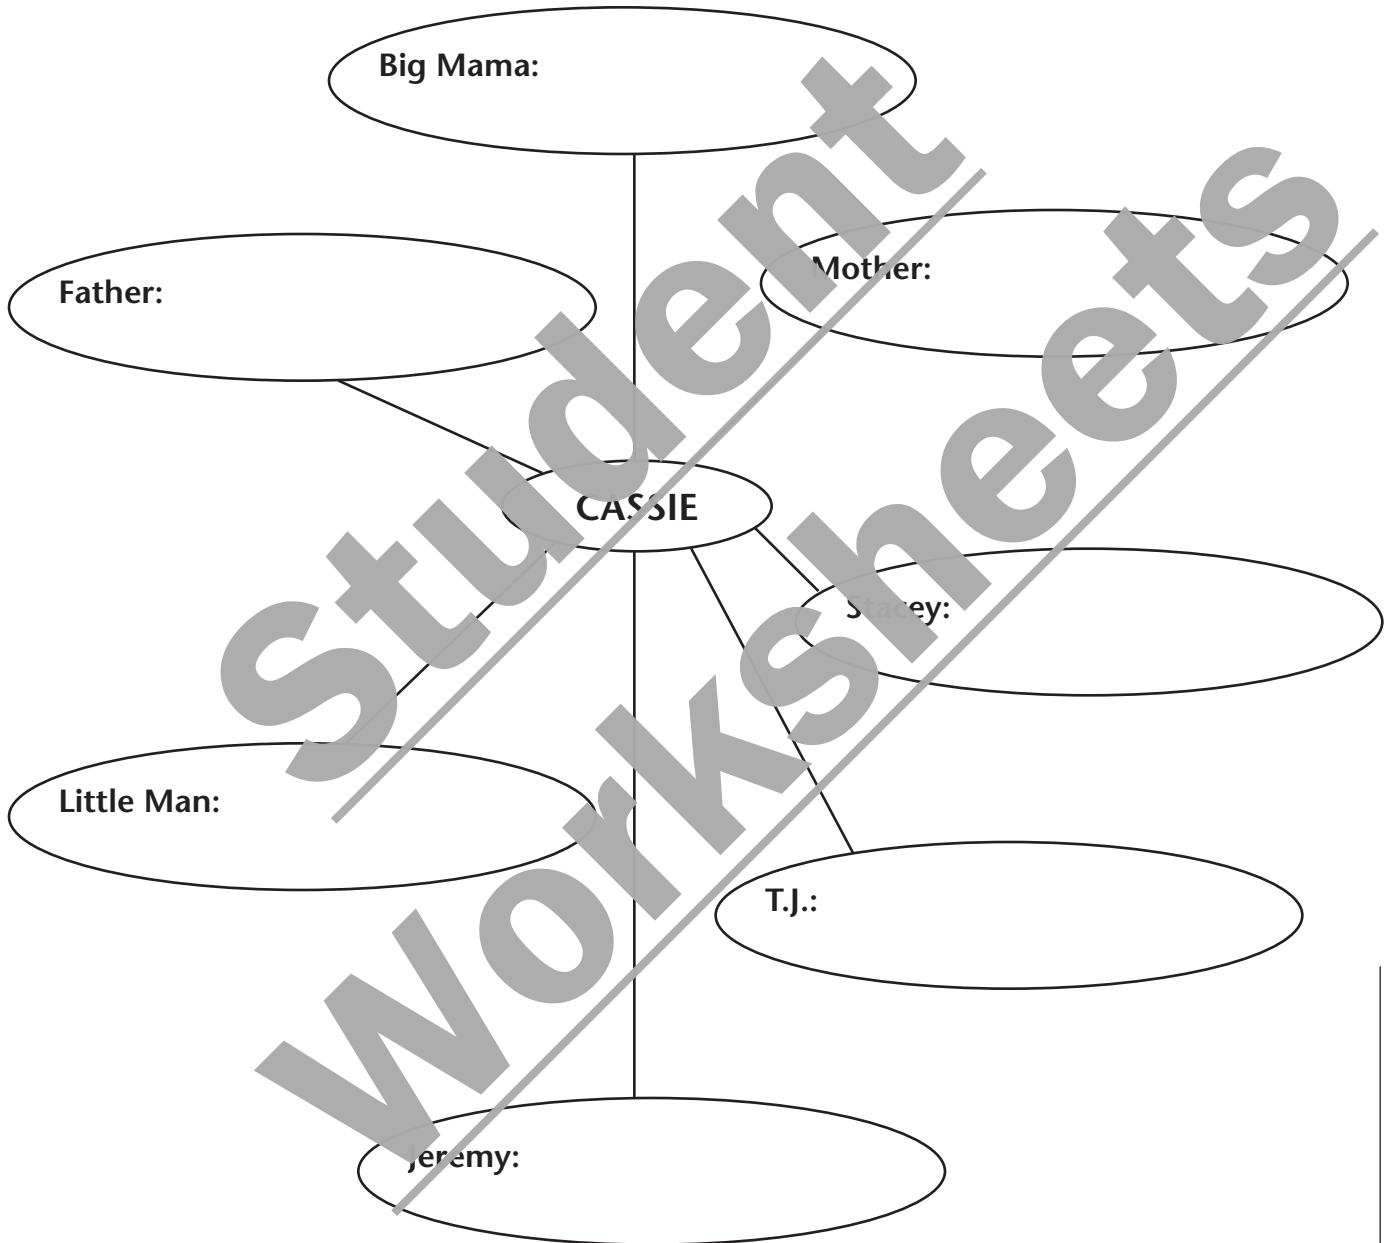 Big Mama:
Father:
Mother:
CASSIE
Stacey:
Little Man:
T.J.:
Jeremy:
Student
Worksheets